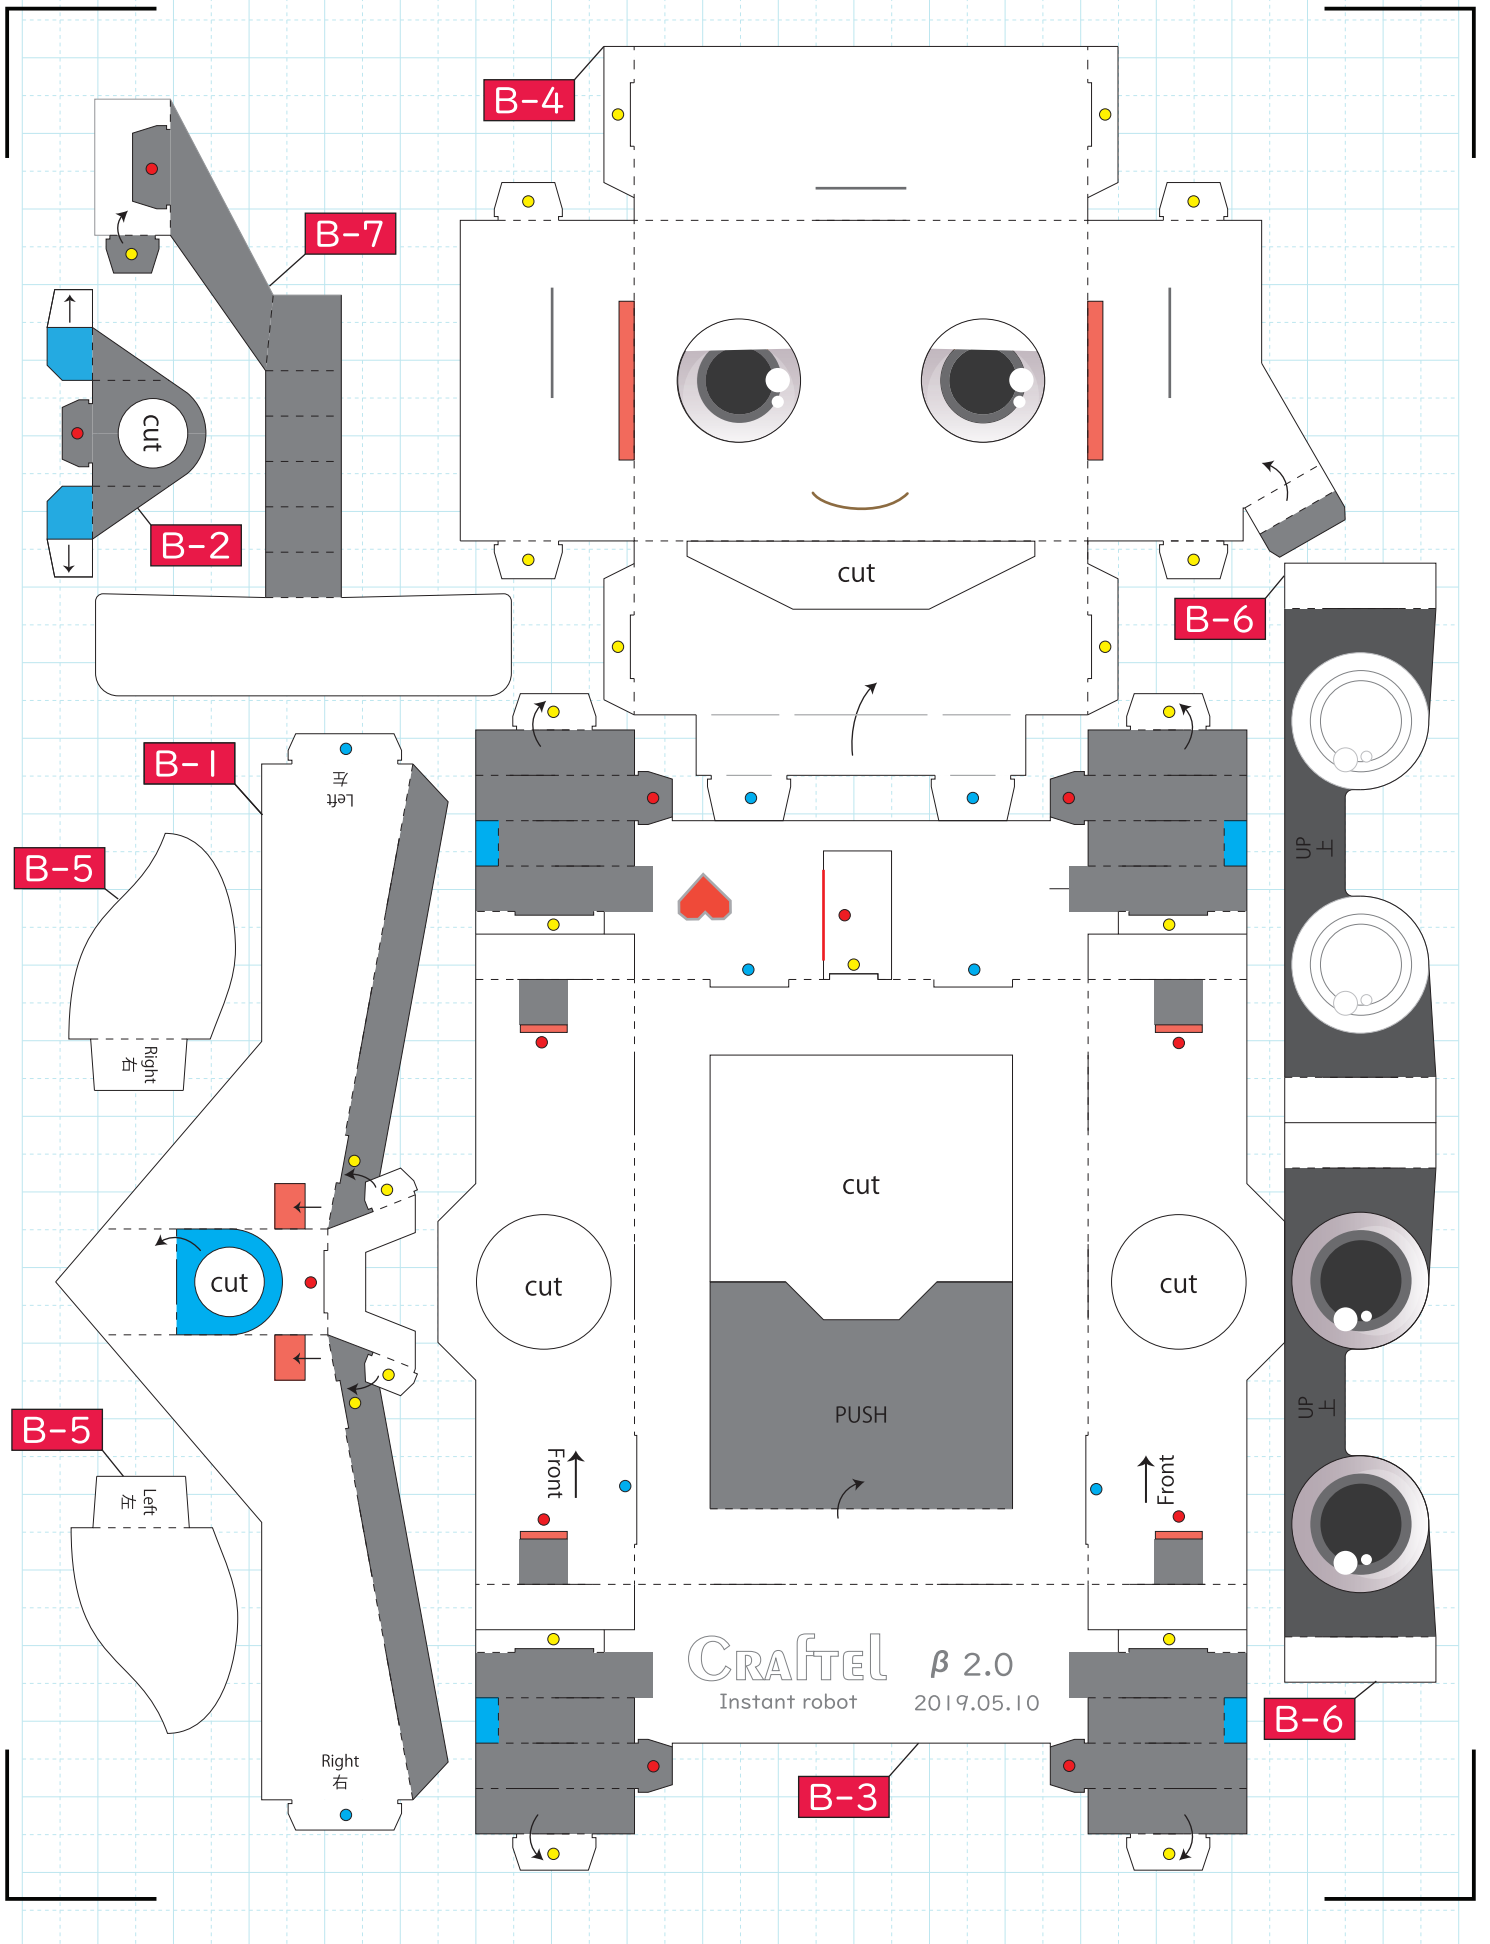 B-4
B-7
cut
B-2
cut
B-6
B-1
左
Left
B-5
UP
上
Right
右
cut
cut
cut
cut
PUSH
UP
上
B-5
Front
Front
Left
左
CRAFTEL
β 2.0
Instant robot
2019.05.10
B-6
Right
右
B-3